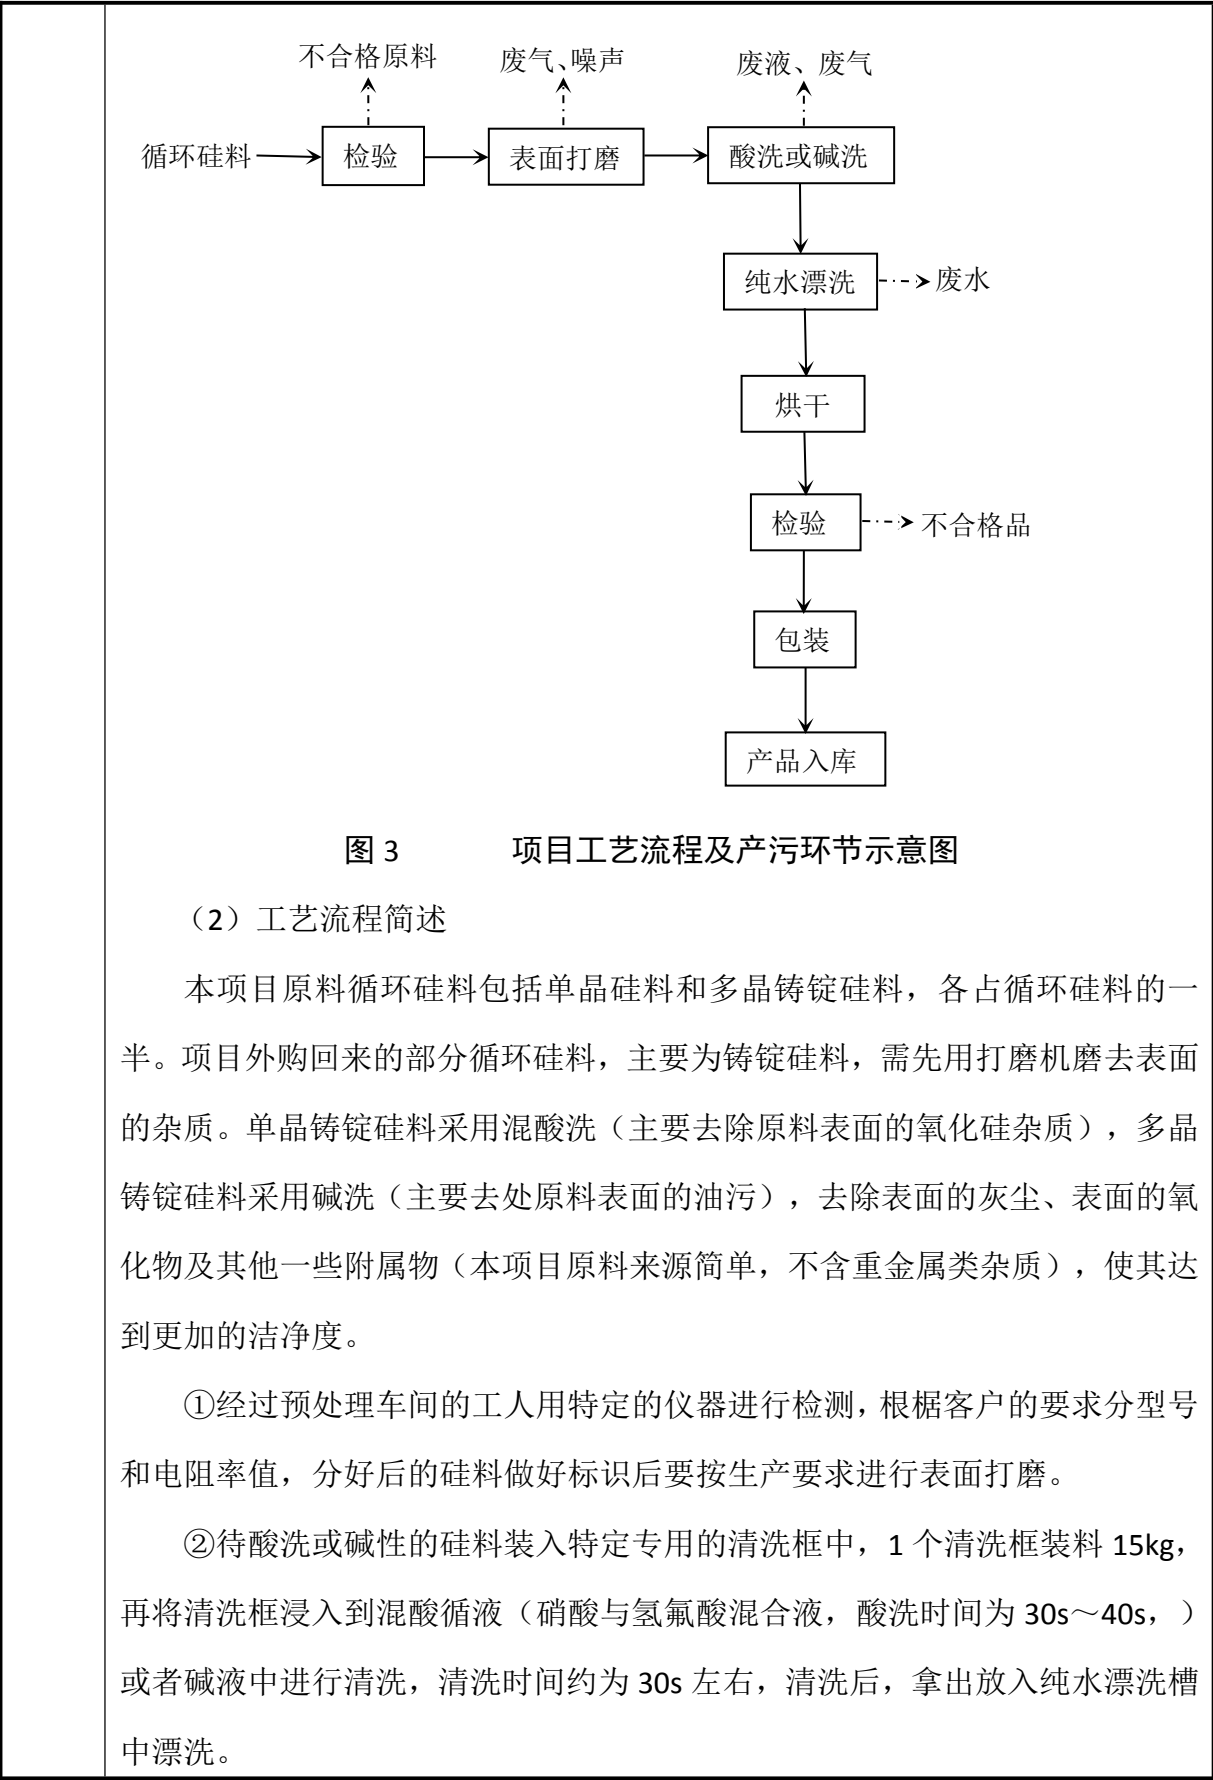 不合格原料
废气、噪声
废液、废气
循环硅料
检验
表面打磨
酸洗或碱洗
纯水漂洗
废水
烘干
检验
不合格品
包装
产品入库
图 3 项目工艺流程及产污环节示意图
（2）工艺流程简述
本项目原料循环硅料包括单晶硅料和多晶铸锭硅料，各占循环硅料的一
半。项目外购回来的部分循环硅料，主要为铸锭硅料，需先用打磨机磨去表面
的杂质。单晶铸锭硅料采用混酸洗（主要去除原料表面的氧化硅杂质），多晶
铸锭硅料采用碱洗（主要去处原料表面的油污），去除表面的灰尘、表面的氧
化物及其他一些附属物（本项目原料来源简单，不含重金属类杂质），使其达
到更加的洁净度。
①经过预处理车间的工人用特定的仪器进行检测，根椐客户的要求分型号
和电阻率值，分好后的硅料做好标识后要按生产要求进行表面打磨。
②待酸洗或碱性的硅料装入特定专用的清洗框中，1 个清洗框装料 15kg，
再将清洗框浸入到混酸循液（硝酸与氢氟酸混合液，酸洗时间为 30s～40s，）
或者碱液中进行清洗，清洗时间约为 30s 左右，清洗后，拿出放入纯水漂洗槽
中漂洗。